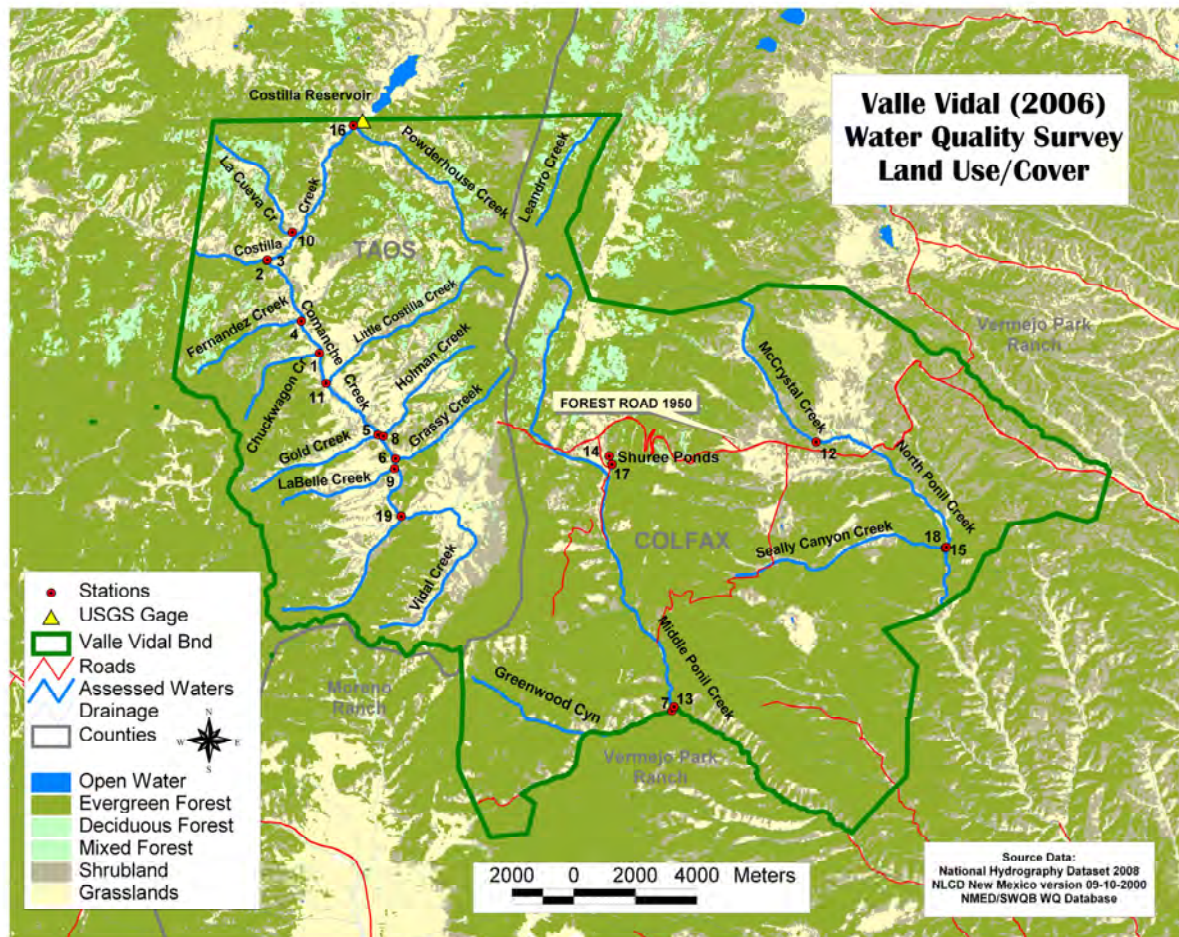 Valle Vidal (2006)
Water Quality Survey
Land Use/Cover
Costilla Reservoir
16
Powderhouse Creek
Leandro Creek
La Cueva Cr
Creek
10
Costilla
3
2
TAOS
Fernandez Creek
4
Comanche
Creek
Little Costilla Creek
1
Chuckwagon Cr
11
Holman Creek
Grassy Creek
5
8
Gold Creek
6
LaBelle Creek
9
19
Vidal Creek
FOREST ROAD 1950
14
Shuree Ponds
17
McCrystal Creek
12
North Ponil Creek
Vermejo Park
Ranch
COLFAX
Seally Canyon Creek
18
15
Middle Ponil Creek
Greenwood Cyn
7
13
Moreno
Ranch
Vermejo Park
Ranch
Stations
USGS Gage
Valle Vidal Bnd
Roads
Assessed Waters
Drainage
Counties
N
W
E
S
Open Water
Evergreen Forest
Deciduous Forest
Mixed Forest
Shrubland
Grasslands
2000 0 2000 4000 Meters
Source Data:
National Hydrography Dataset 2008
NLCD New Mexico version 09-10-2000
NMED/SWQB WQ Database